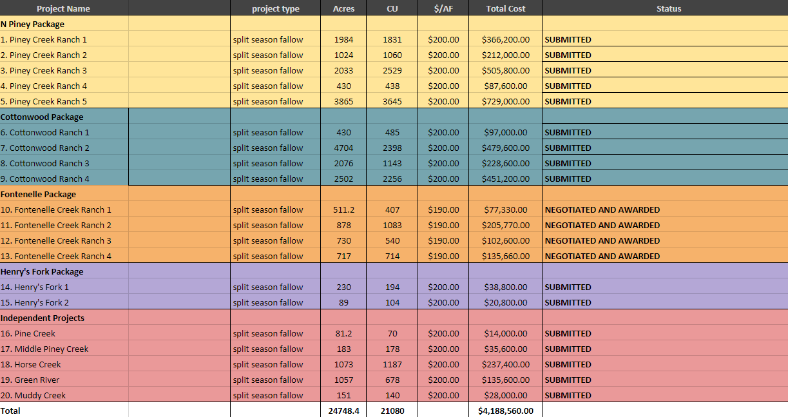 Project Name project type Acres CU $/AF Total Cost Status
N Piney Package
1. Piney Creek Ranch 1 split season fallow 1984 1831 $200.00 $366,200.00 SUBMITTED
2. Piney Creek Ranch 2 split season fallow 1024 1060 $200.00 $212,000.00 SUBMITTED
3. Piney Creek Ranch 3 split season fallow 2033 2529 $200.00 $505,800.00 SUBMITTED
4. Piney Creek Ranch 4 split season fallow 430 438 $200.00 $87,600.00 SUBMITTED
5. Piney Creek Ranch 5 split season fallow 3865 3645 $200.00 $729,000.00 SUBMITTED
Cottonwood Package
6. Cottonwood Ranch 1 split season fallow 430 485 $200.00 $97,000.00 SUBMITTED
7. Cottonwood Ranch 2 split season fallow 4704 2398 $200.00 $479,600.00 SUBMITTED
8. Cottonwood Ranch 3 split season fallow 2076 1143 $200.00 $228,600.00 SUBMITTED
9. Cottonwood Ranch 4 split season fallow 2502 2256 $200.00 $451,200.00 SUBMITTED
Fontenelle Package
10. Fontenelle Creek Ranch 1 split season fallow 511.2 407 $190.00 $77,330.00 NEGOTIATED AND AWARDED
11. Fontenelle Creek Ranch 2 split season fallow 878 1083 $190.00 $205,770.00 NEGOTIATED AND AWARDED
12. Fontenelle Creek Ranch 3 split season fallow 730 540 $190.00 $102,600.00 NEGOTIATED AND AWARDED
13. Fontenelle Creek Ranch 4 split season fallow 717 714 $190.00 $135,660.00 NEGOTIATED AND AWARDED
Henry's Fork Package
14. Henry's Fork 1 split season fallow 230 194 $200.00 $38,800.00 SUBMITTED
15. Henry's Fork 2 split season fallow 89 104 $200.00 $20,800.00 SUBMITTED
Independent Projects
16. Pine Creek split season fallow 81.2 70 $200.00 $14,000.00 SUBMITTED
17. Middle Piney Creek split season fallow 183 178 $200.00 $35,600.00 SUBMITTED
18. Horse Creek split season fallow 1073 1187 $200.00 $237,400.00 SUBMITTED
19. Green River split season fallow 1057 678 $200.00 $135,600.00 SUBMITTED
20. Muddy Creek split season fallow 151 140 $200.00 $28,000.00 SUBMITTED
Total 24748.4 21080 $4,188,560.00